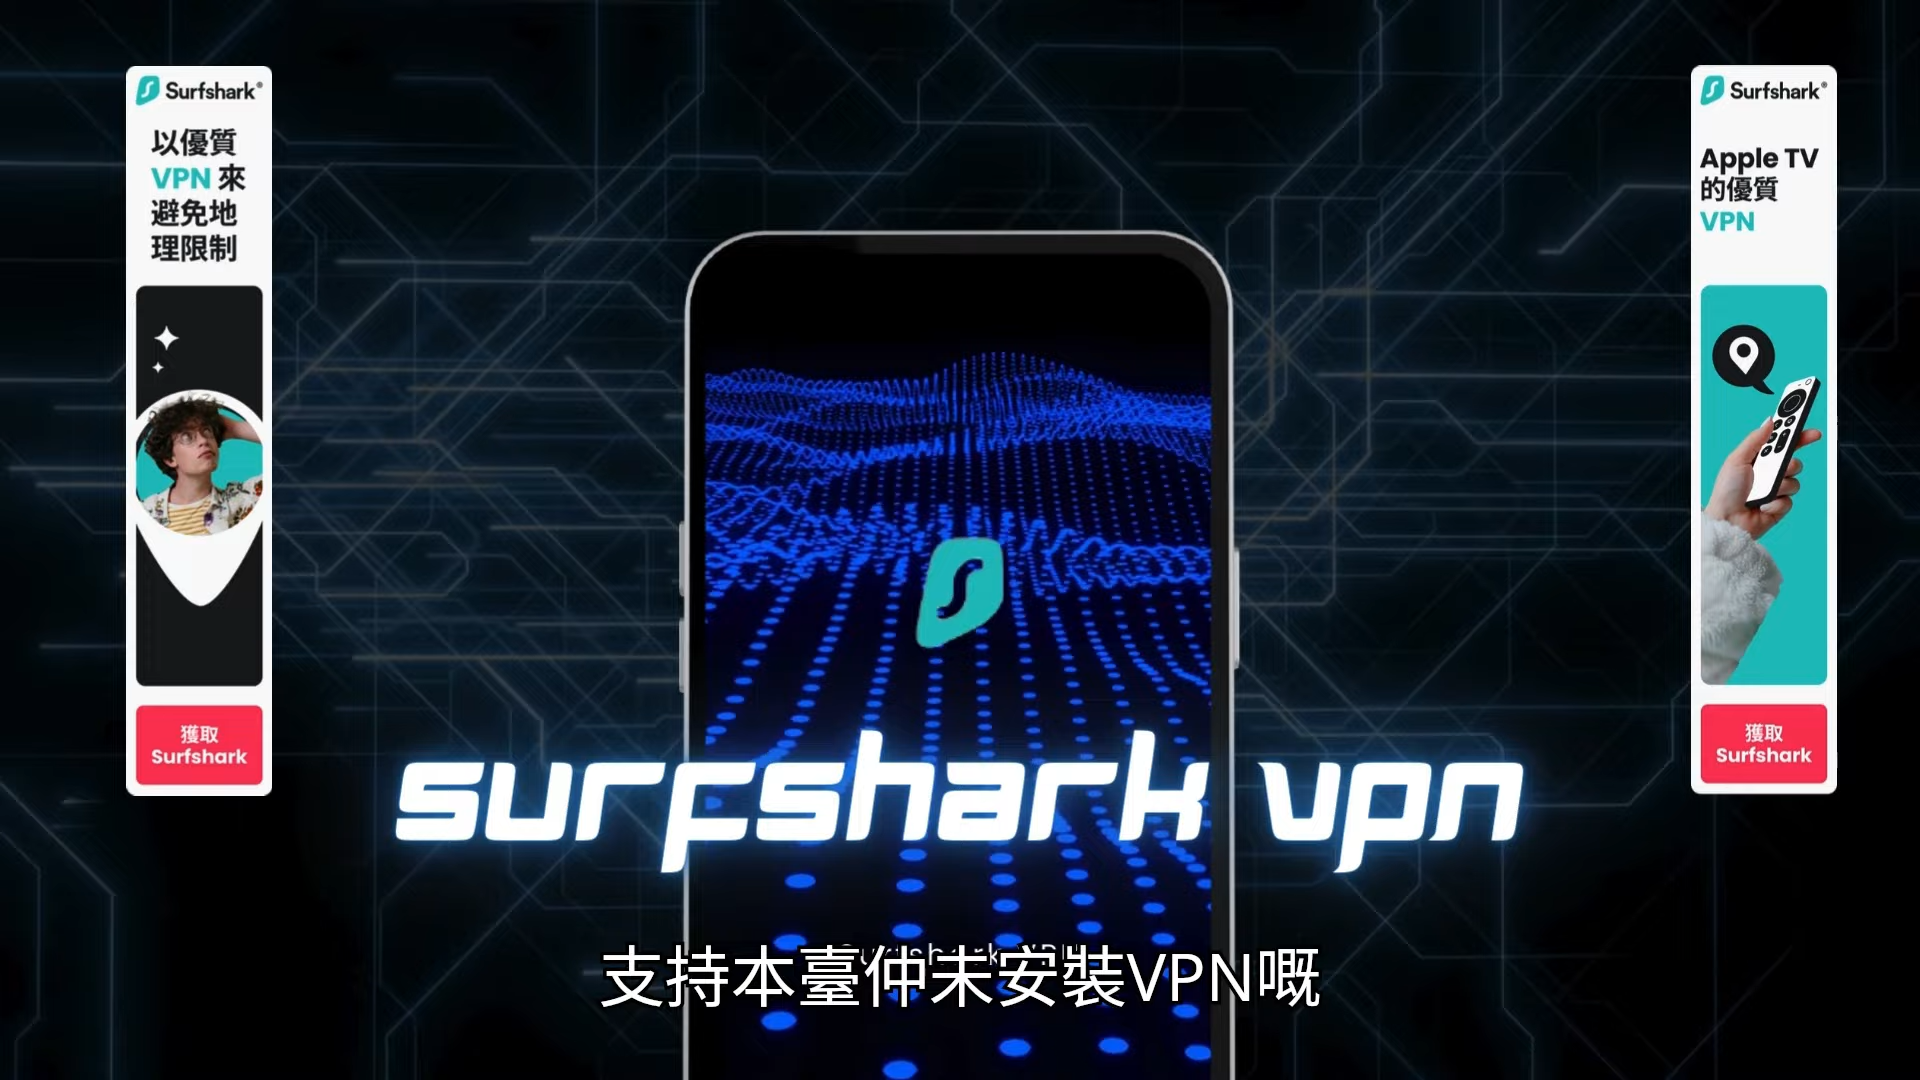 Surfshark®
以優質
VPN 來
避免地
理限制
獲取
Surfshark
Surfshark®
Apple TV
的優質
VPN
獲取
Surfshark
surfshark vpn
支持本臺仲未安裝VPN嘅